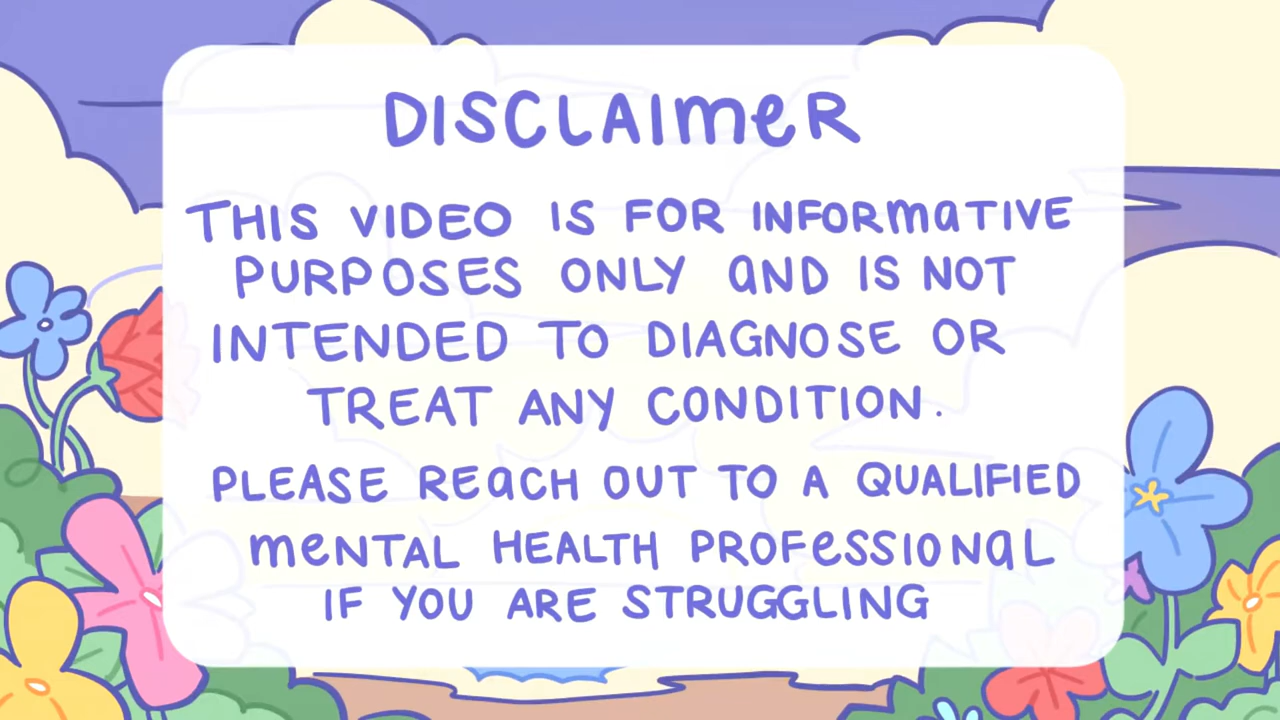 DISCLAIMER
THIS VIDEO IS FOR INFORMATIVE
PURPOSES ONLY AND IS NOT
INTENDED TO DIAGNOSE OR
TREAT ANY CONDITION.
PLEASE REACH OUT TO A QUALIFIED
MENTAL HEALTH PROFESSIONAL
IF YOU ARE STRUGGLING